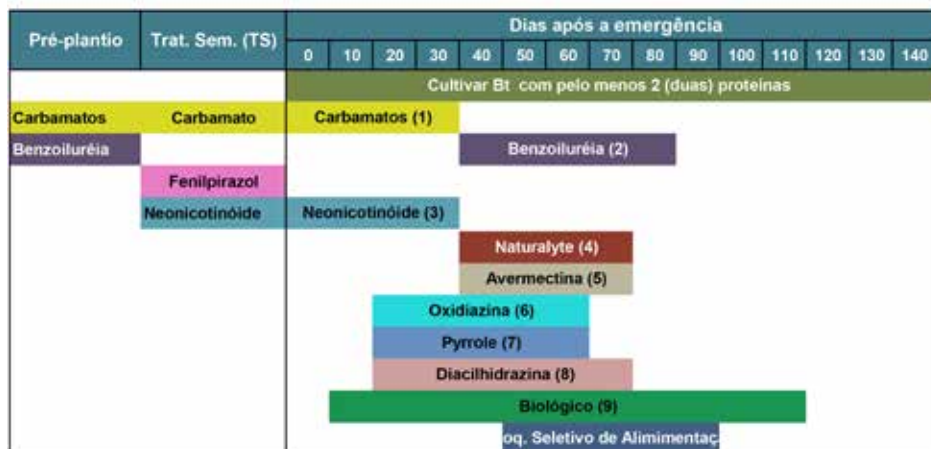 Pré-plantio Trat. Sem. (TS) Dias após a emergência
0 10 20 30 40 50 60 70 80 90 100 110 120 130 140
Cultivar Bt com pelo menos 2 (duas) proteinas
Carbamatos Carbamato Carbamatos (1)
Benzoiluréia Benzoiluréia (2)
Fenilpirazol
Neonicotinóide Neonicotinóide (3)
Naturalyte (4)
Avermectina (5)
Oxidiazina (6)
Pyrrole (7)
Diacilhidrazina (8)
Biológico (9)
oq. Seletivo de Alimimentaç